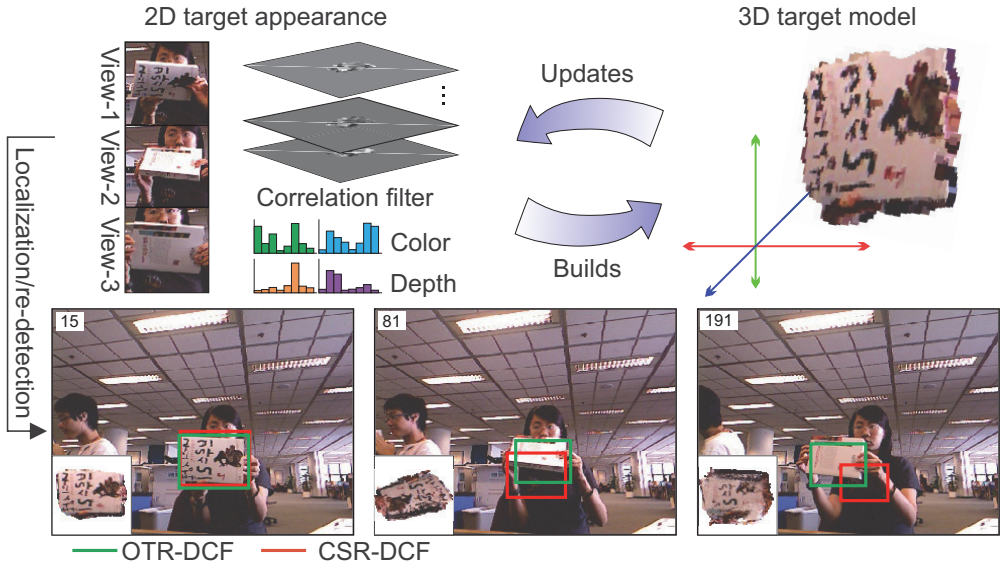 2D target appearance
3D target model
View-1
View-2
View-3
Updates
Correlation filter
Color
Depth
Builds
Localization/re-detection
15
81
191
OTR-DCF
CSR-DCF